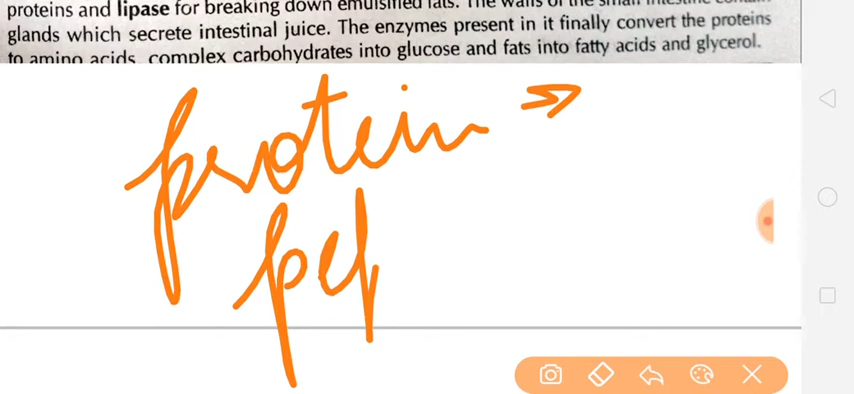 proteins and lipase for breaking down emulsified fats. The walls of the small intestine contain
glands which secrete intestinal juice. The enzymes present in it finally convert the proteins
to amino acids, complex carbohydrates into glucose and fats into fatty acids and glycerol.
protein ⇒
pep